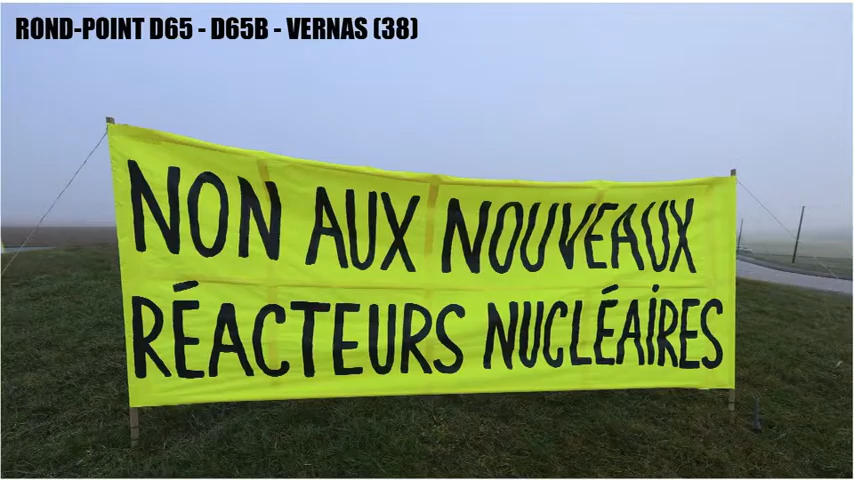 ROND-POINT D65 - D65B - VERNAS (38)
NON AUX NOUVEAUX
RÉACTEURS NUCLÉAIRES